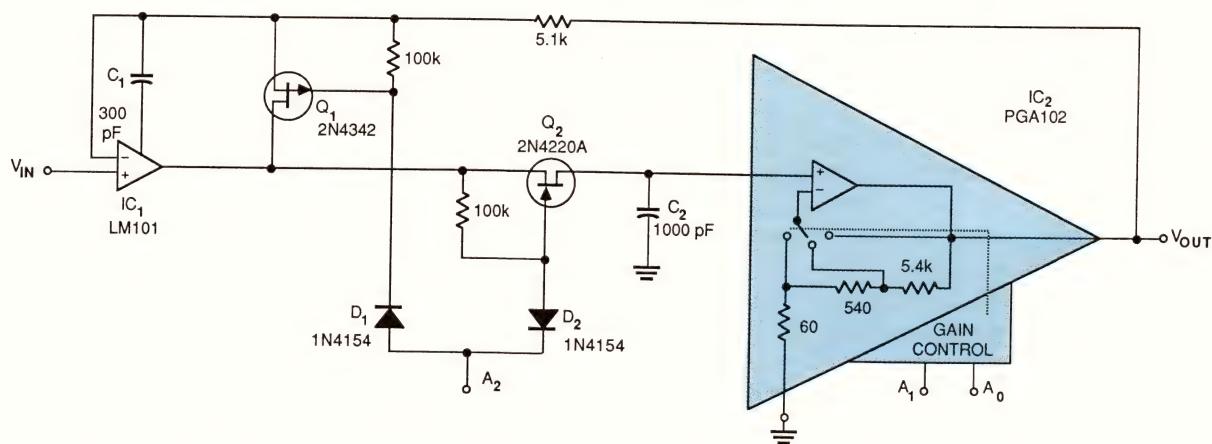 5.1k
100k
C1
300
pF
Q1
2N4342
IC2
PGA102
Q2
2N4220A
VIN
+
−
IC1
LM101
100k
C2
1000 pF
+
−
VOUT
5.4k
540
60
D1
1N4154
D2
1N4154
GAIN
CONTROL
A2
A1
A0